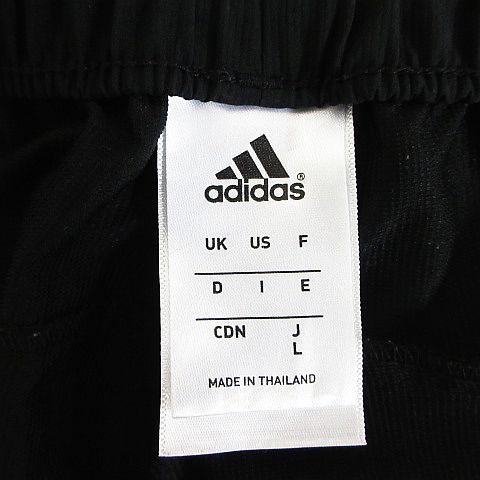 adidas®
UK US F
D I E
CDN J
L
MADE IN THAILAND